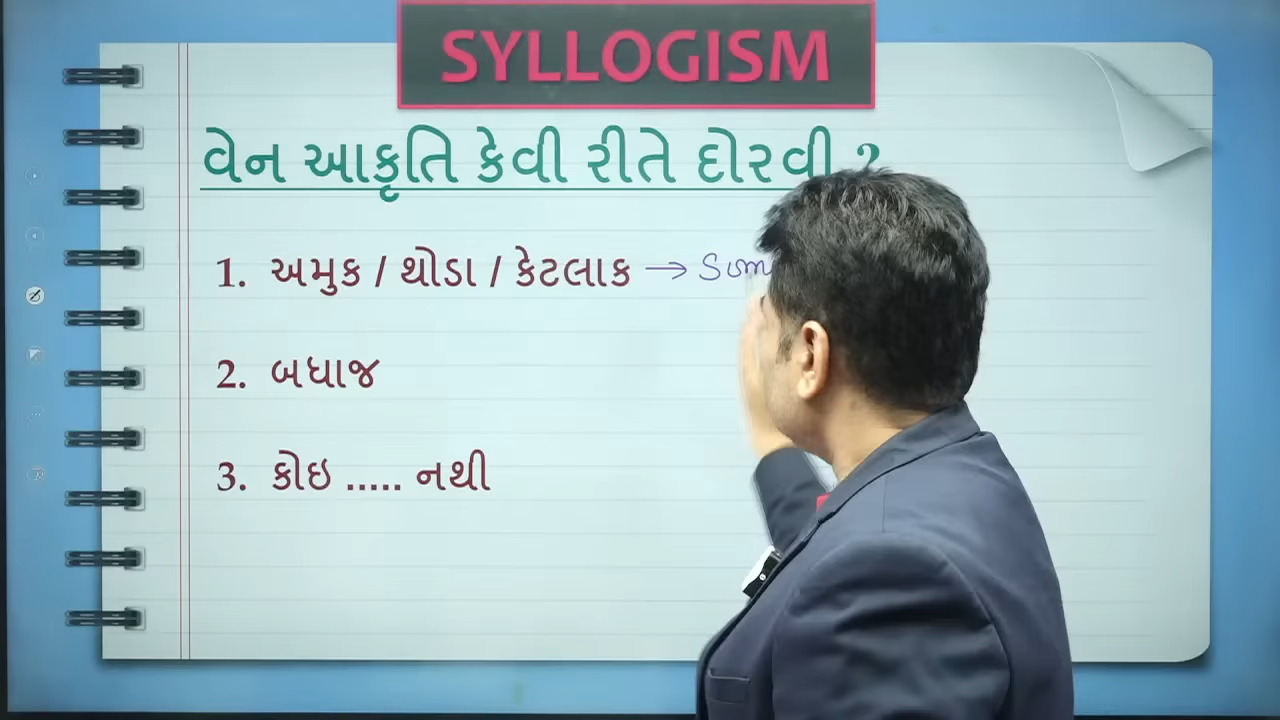 SYLLOGISM
વેન આકૃતિ કેવી રીતે દોરવી ?
1. અમુક / થોડા / કેટલાક →
2. બધાજ
3. કોઇ ..... નથી